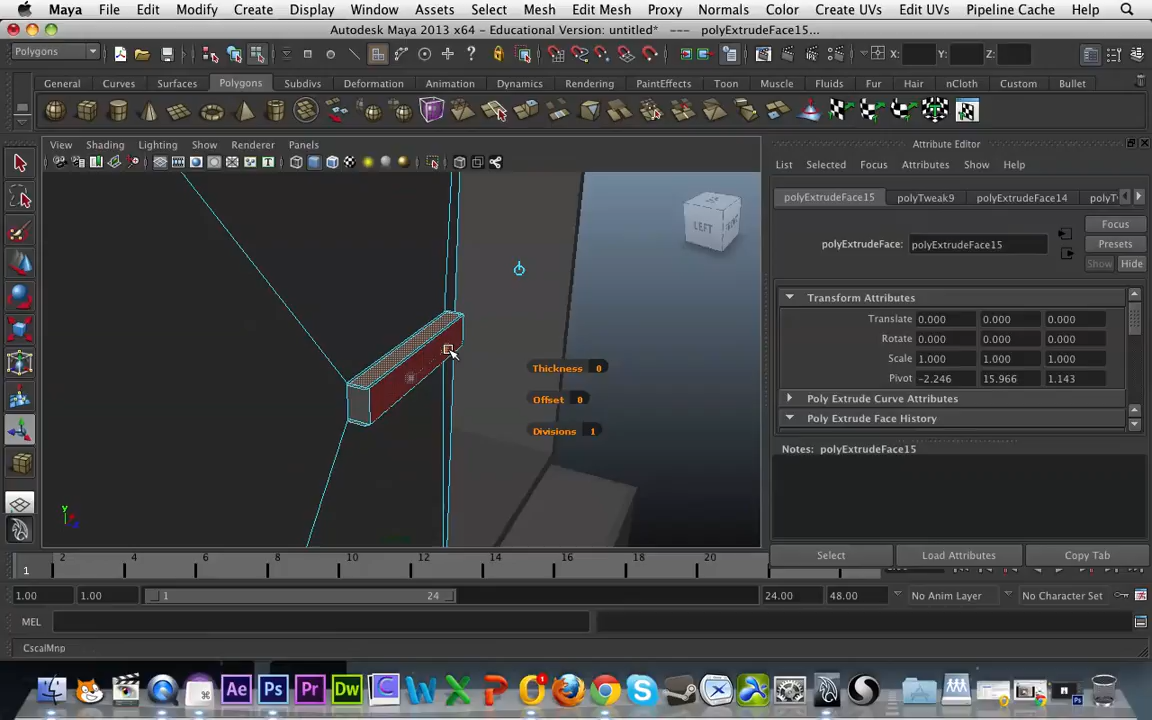 Maya File Edit Modify Create Display Window Assets Select Mesh Edit Mesh Proxy Normals Color Create UVs Edit UVs Pipeline Cache Help
Autodesk Maya 2013 x64 - Educational Version: untitled* --- polyExtrudeFace15...
Polygons X: Y: Z:
General Curves Surfaces Polygons Subdivs Deformation Animation Dynamics Rendering PaintEffects Toon Muscle Fluids Fur Hair nCloth Custom Bullet
View Shading Lighting Show Renderer Panels
Attribute Editor
List Selected Focus Attributes Show Help
polyExtrudeFace15 polyTweak9 polyExtrudeFace14 polyTv
Focus
polyExtrudeFace: polyExtrudeFace15 Presets
Show Hide
LEFT
Transform Attributes
Translate 0.000 0.000 0.000
Rotate 0.000 0.000 0.000
Scale 1.000 1.000 1.000
Pivot -2.246 15.966 1.143
Poly Extrude Curve Attributes
Poly Extrude Face History
Thickness 0
Offset 0
Divisions 1
Notes: polyExtrudeFace15
y
Select Load Attributes Copy Tab
2 4 6 8 10 12 14 16 18 20
1
1.00 1.00 1 24 24.00 48.00 No Anim Layer No Character Set
MEL
CscalMnp
Ae Ps Pr Dw